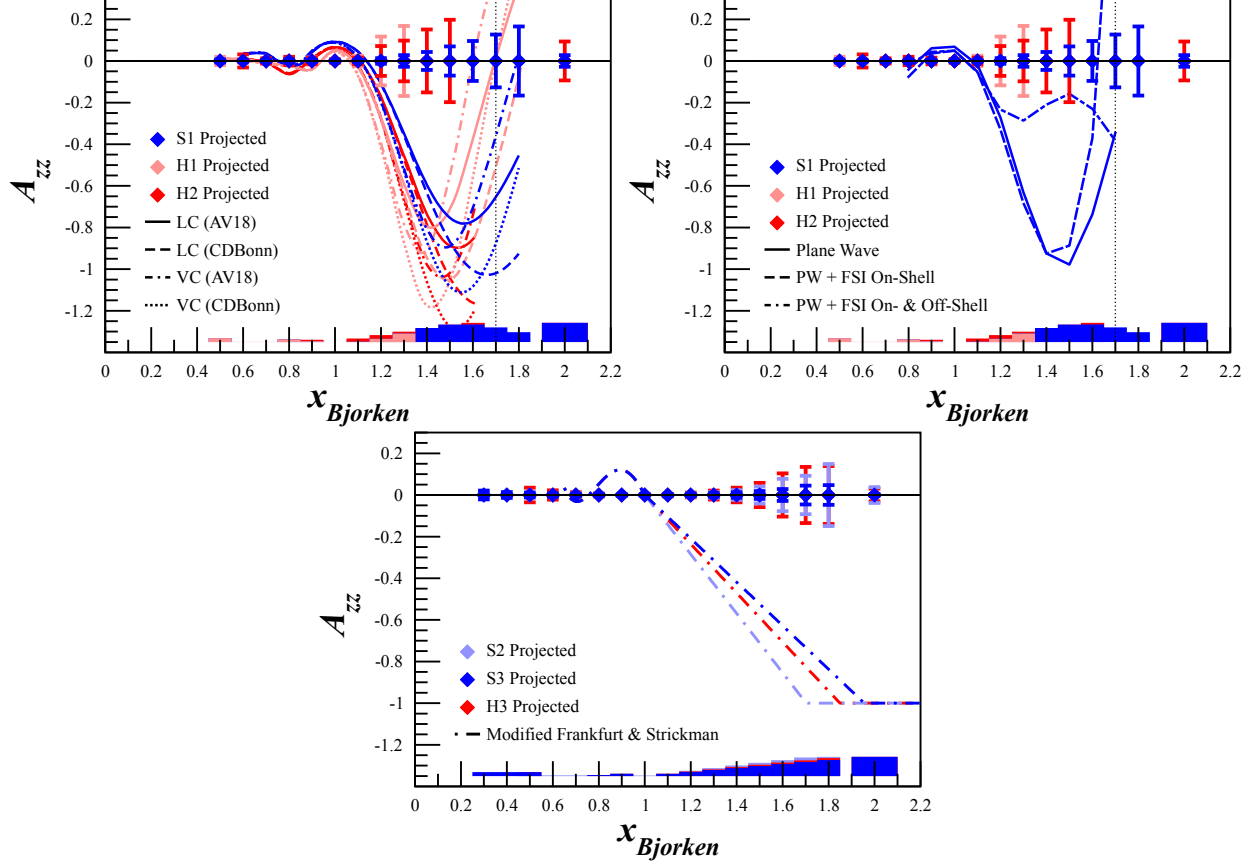 0.2
0
-0.2
-0.4
-0.6
-0.8
-1
-1.2
A_zz
S1 Projected
H1 Projected
H2 Projected
LC (AV18)
LC (CDBonn)
VC (AV18)
VC (CDBonn)
0 0.2 0.4 0.6 0.8 1 1.2 1.4 1.6 1.8 2 2.2
x_Bjorken
0.2
0
-0.2
-0.4
-0.6
-0.8
-1
-1.2
A_zz
S1 Projected
H1 Projected
H2 Projected
Plane Wave
PW + FSI On-Shell
PW + FSI On- & Off-Shell
0 0.2 0.4 0.6 0.8 1 1.2 1.4 1.6 1.8 2 2.2
x_Bjorken
0.2
0
-0.2
-0.4
-0.6
-0.8
-1
-1.2
A_zz
S2 Projected
S3 Projected
H3 Projected
Modified Frankfurt & Strickman
0 0.2 0.4 0.6 0.8 1 1.2 1.4 1.6 1.8 2 2.2
x_Bjorken